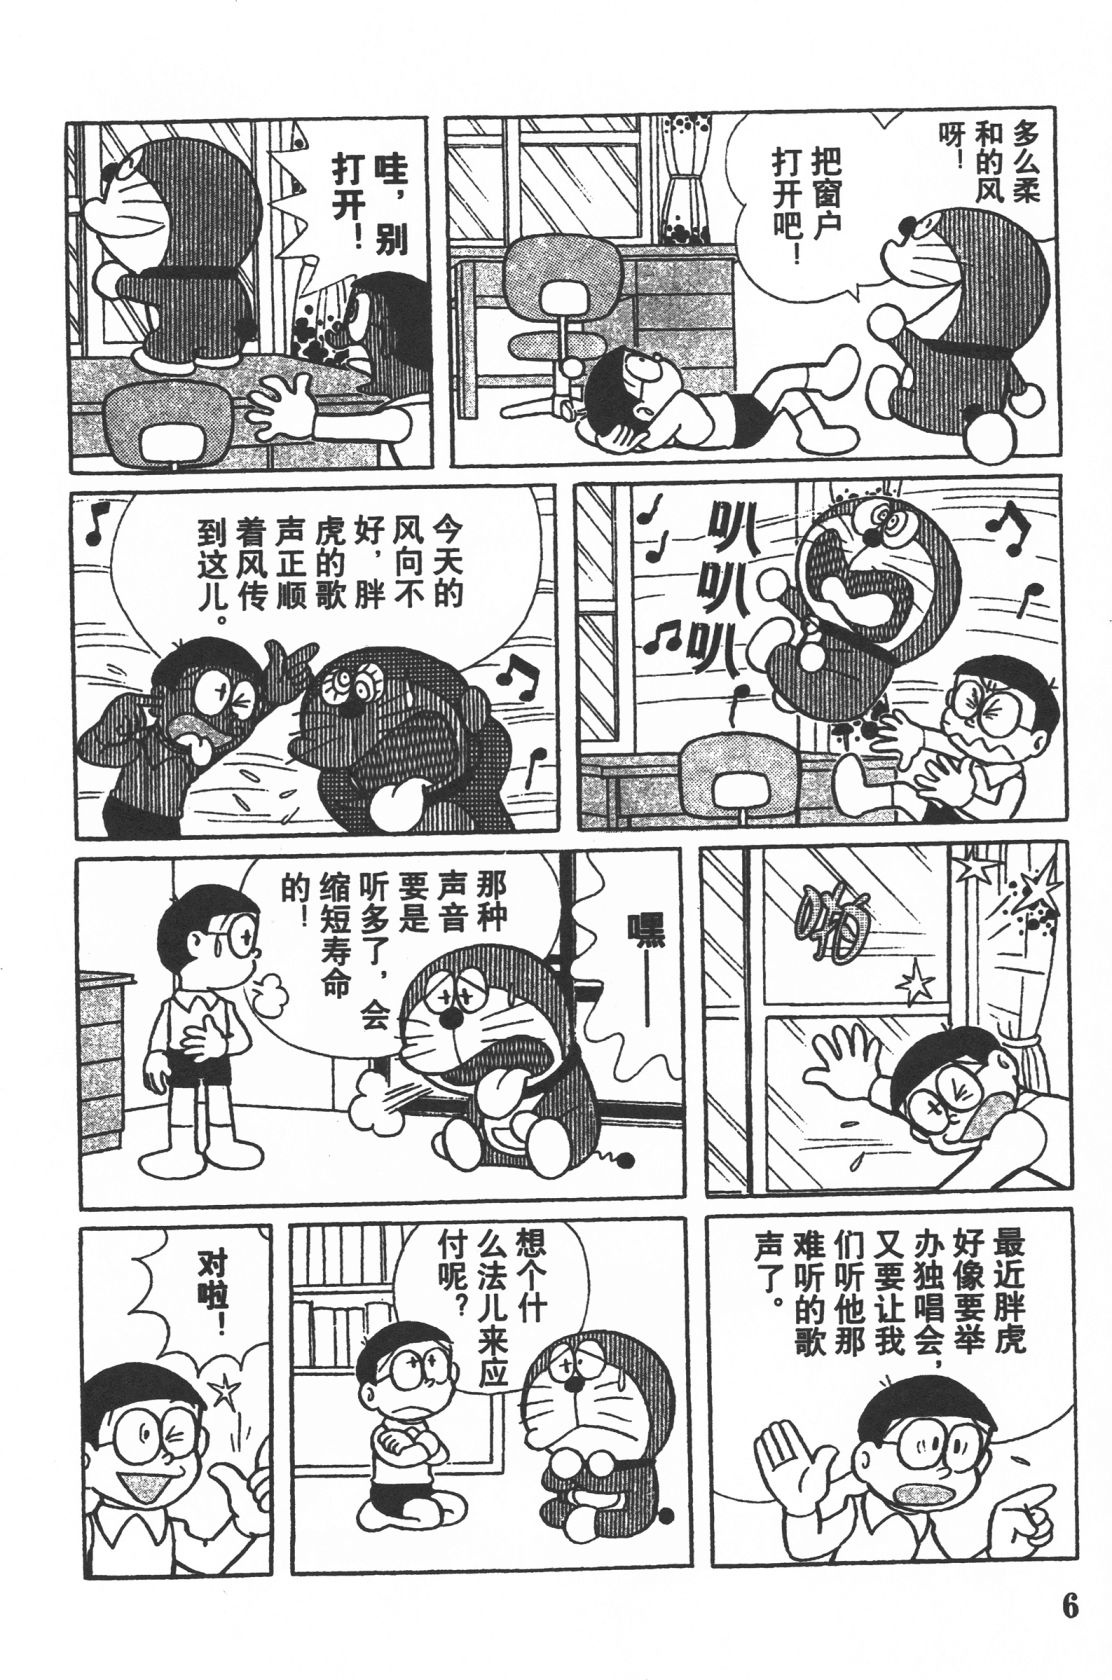 多么柔
和的风
呀！
把窗户
打开吧！
哇，别
打开！
叭
叭
叭
今天的
风向不
好，胖
虎的歌
声正顺
着风传
到这儿。
啪
嘿——
那种
声音
要是
听多了，会
缩短寿命
的！
最近胖虎
好像要举
办独唱会，
又要让我
们听他那
难听的歌
声了。
想个什
么法儿来应
付呢？
对啦！
6